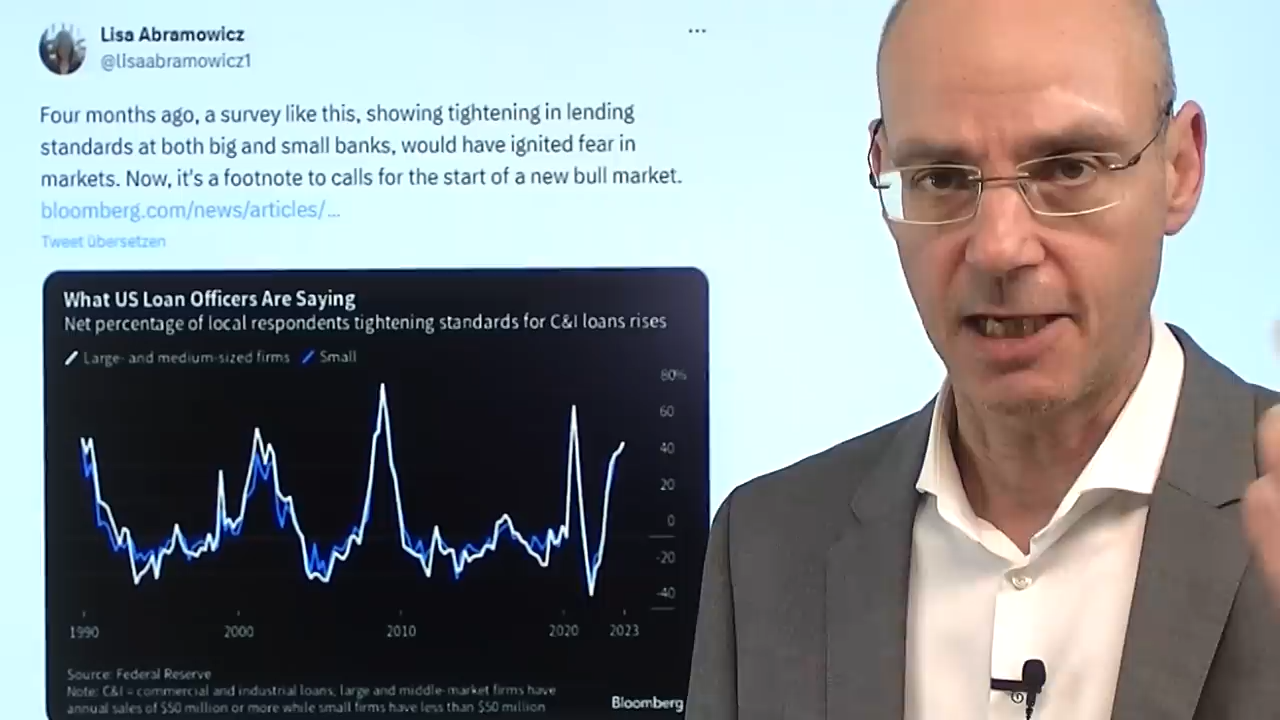 Lisa Abramowicz
@lisaabramowicz1
Four months ago, a survey like this, showing tightening in lending
standards at both big and small banks, would have ignited fear in
markets. Now, it's a footnote to calls for the start of a new bull market.
bloomberg.com/news/articles/...
Tweet übersetzen
What US Loan Officers Are Saying
Net percentage of local respondents tightening standards for C&I loans rises
Large- and medium-sized firms Small
80%
60
40
20
0
-20
-40
1990 2000 2010 2020 2023
Source: Federal Reserve
Note: C&I = commercial and industrial loans, large and middle-market firms have
annual sales of $50 million or more while small firms have less than $50 million
Bloomberg